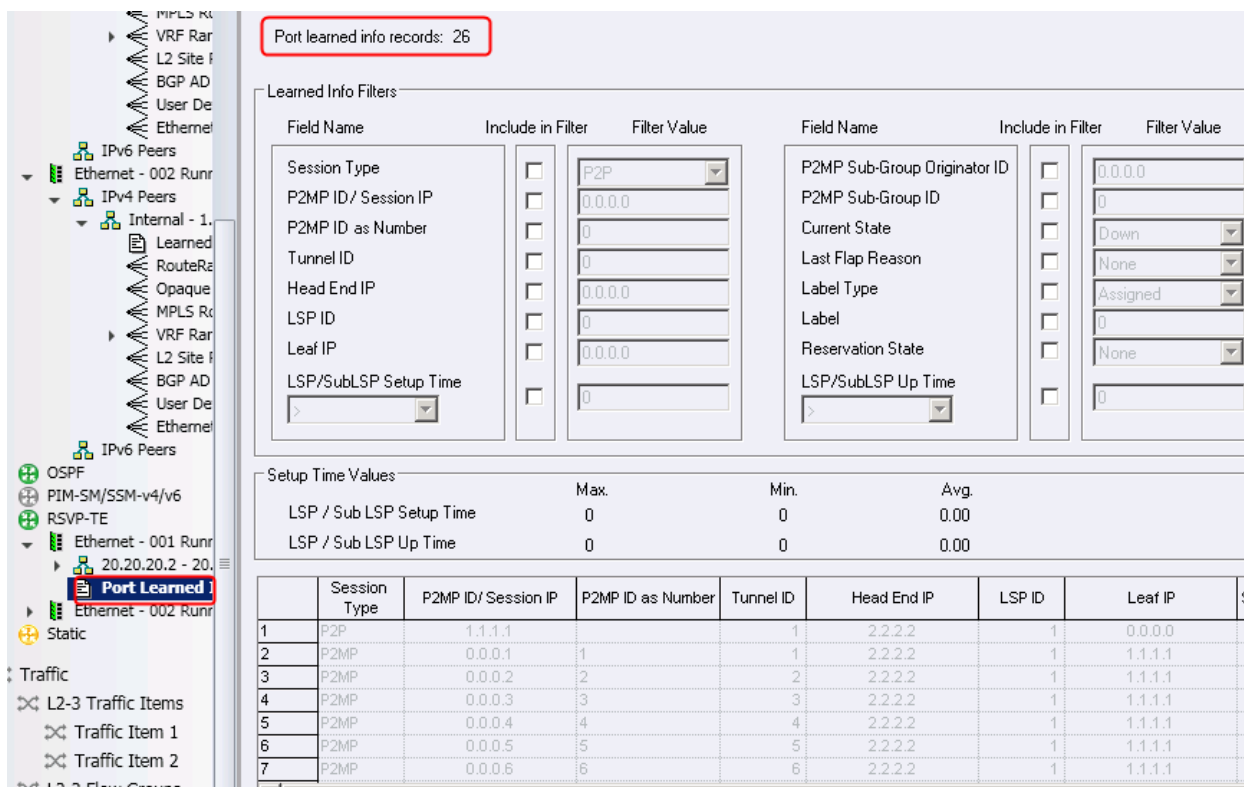 MPLS
VRF Rar
L2 Site
BGP AD
User De
Ethernet
IPv6 Peers
Ethernet - 002 Runr
IPv4 Peers
Internal - 1.
Learned
RouteRa
Opaque
MPLS Ro
VRF Rar
L2 Site
BGP AD
User De
Ethernet
IPv6 Peers
OSPF
PIM-SM/SSM-v4/v6
RSVP-TE
Ethernet - 001 Runr
20.20.20.2 - 20.
Port Learned I
Ethernet - 002 Runr
Static
Traffic
L2-3 Traffic Items
Traffic Item 1
Traffic Item 2
L2-3 Flow Groups
Port learned info records: 26
Learned Info Filters
Field Name Include in Filter Filter Value Field Name Include in Filter Filter Value
Session Type P2P P2MP Sub-Group Originator ID 0.0.0.0
P2MP ID/ Session IP 0.0.0.0 P2MP Sub-Group ID 0
P2MP ID as Number 0 Current State Down
Tunnel ID 0 Last Flap Reason None
Head End IP 0.0.0.0 Label Type Assigned
LSP ID 0 Label 0
Leaf IP 0.0.0.0 Reservation State None
LSP/SubLSP Setup Time LSP/SubLSP Up Time
> 0 > 0
Setup Time Values
Max. Min. Avg.
LSP / Sub LSP Setup Time 0 0 0.00
LSP / Sub LSP Up Time 0 0 0.00
Session Type P2MP ID/ Session IP P2MP ID as Number Tunnel ID Head End IP LSP ID Leaf IP
1 P2P 1.1.1.1 1 2.2.2.2 1 0.0.0.0
2 P2MP 0.0.0.1 1 1 2.2.2.2 1 1.1.1.1
3 P2MP 0.0.0.2 2 2 2.2.2.2 1 1.1.1.1
4 P2MP 0.0.0.3 3 3 2.2.2.2 1 1.1.1.1
5 P2MP 0.0.0.4 4 4 2.2.2.2 1 1.1.1.1
6 P2MP 0.0.0.5 5 5 2.2.2.2 1 1.1.1.1
7 P2MP 0.0.0.6 6 6 2.2.2.2 1 1.1.1.1